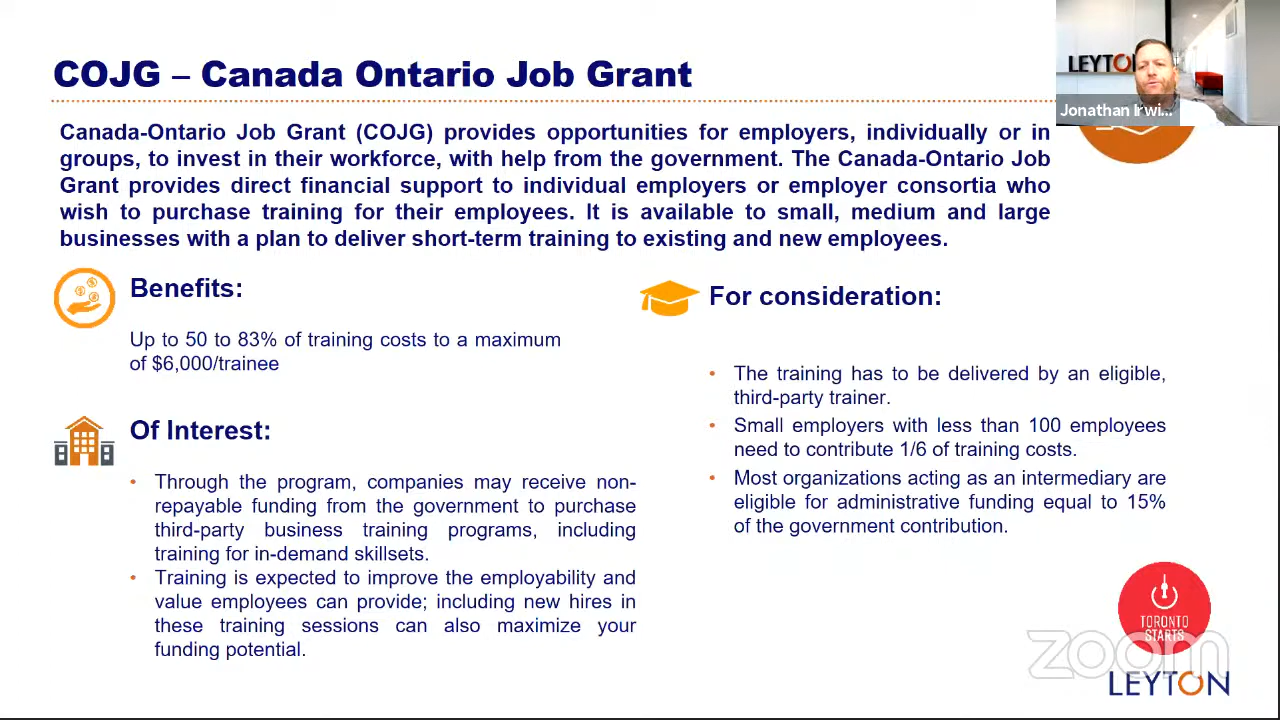 COJG – Canada Ontario Job Grant
LEYTON
Jonathan Irwi...
Canada-Ontario Job Grant (COJG) provides opportunities for employers, individually or in
groups, to invest in their workforce, with help from the government. The Canada-Ontario Job
Grant provides direct financial support to individual employers or employer consortia who
wish to purchase training for their employees. It is available to small, medium and large
businesses with a plan to deliver short-term training to existing and new employees.
Benefits:
Up to 50 to 83% of training costs to a maximum
of $6,000/trainee
Of Interest:
• Through the program, companies may receive non-
repayable funding from the government to purchase
third-party business training programs, including
training for in-demand skillsets.
• Training is expected to improve the employability and
value employees can provide; including new hires in
these training sessions can also maximize your
funding potential.
For consideration:
• The training has to be delivered by an eligible,
third-party trainer.
• Small employers with less than 100 employees
need to contribute 1/6 of training costs.
• Most organizations acting as an intermediary are
eligible for administrative funding equal to 15%
of the government contribution.
TORONTO
STARTS
zoom
LEYTON